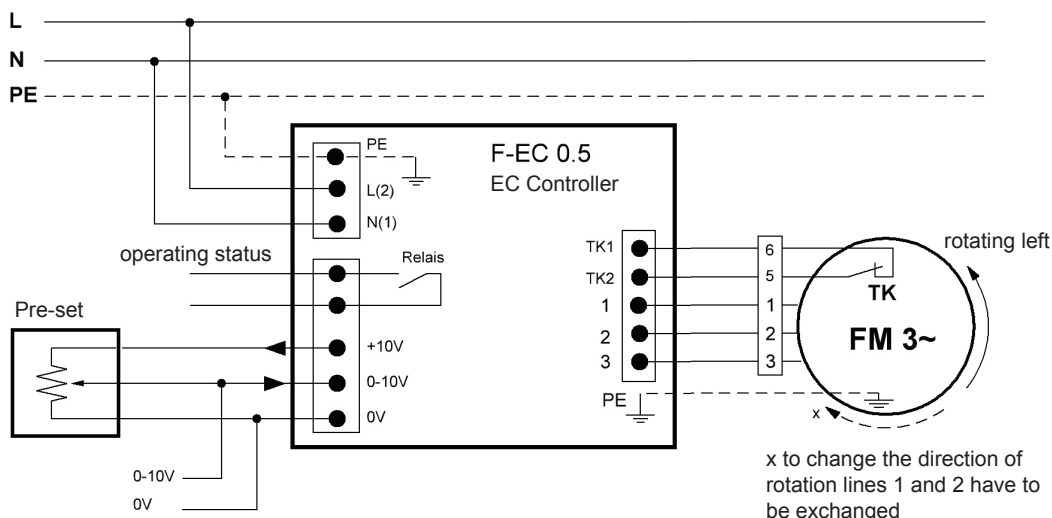 L
N
PE
PE
L(2)
N(1)
F-EC 0.5
EC Controller
operating status
Relais
Pre-set
+10V
0-10V
0V
0-10V
0V
TK1
TK2
1
2
3
PE
6
5
1
2
3
TK
FM 3~
rotating left
x
x to change the direction of
rotation lines 1 and 2 have to
be exchanged